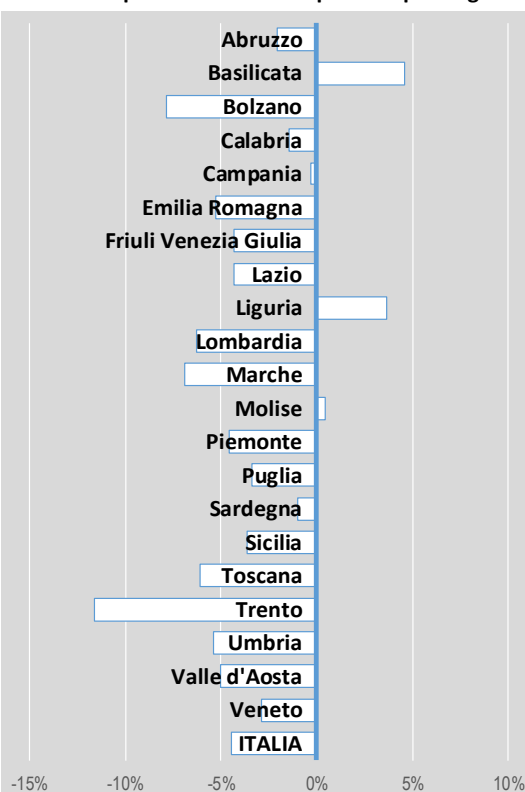 Abruzzo
Basilicata
Bolzano
Calabria
Campania
Emilia Romagna
Friuli Venezia Giulia
Lazio
Liguria
Lombardia
Marche
Molise
Piemonte
Puglia
Sardegna
Sicilia
Toscana
Trento
Umbria
Valle d'Aosta
Veneto
ITALIA
-15% -10% -5% 0% 5% 10%